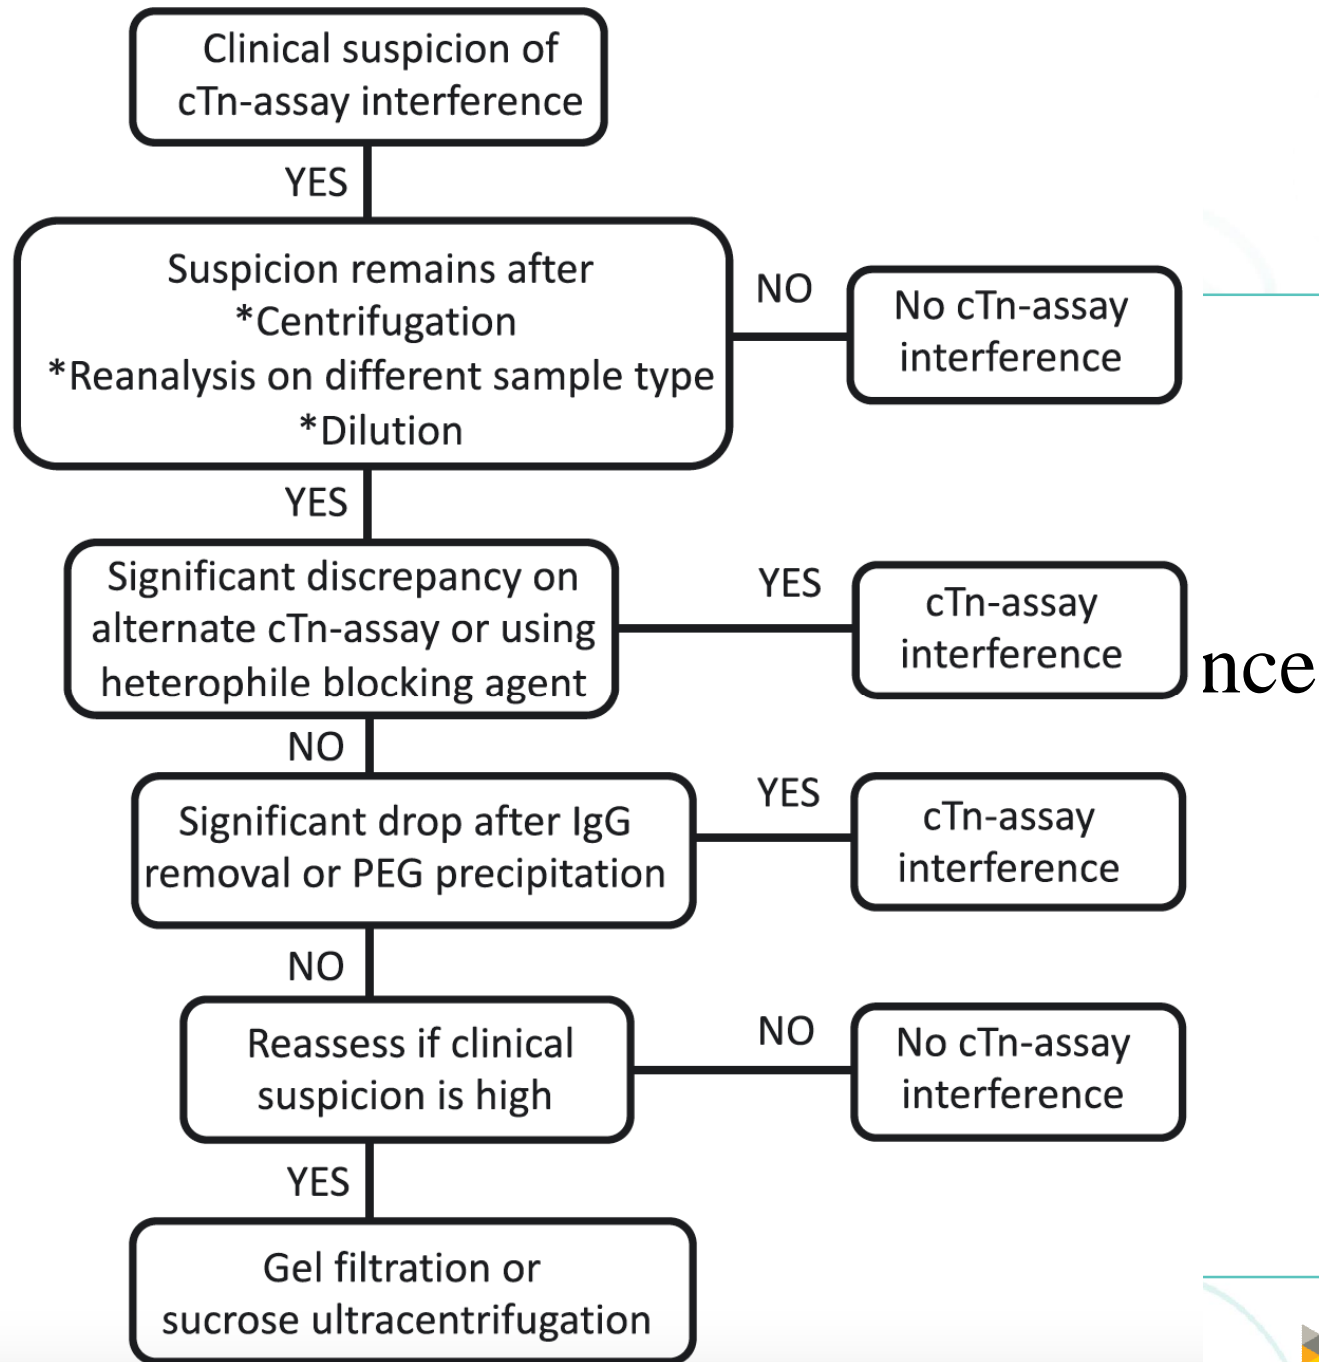 Clinical suspicion of
cTn-assay interference
YES
Suspicion remains after
*Centrifugation
*Reanalysis on different sample type
*Dilution
NO
No cTn-assay
interference
YES
Significant discrepancy on
alternate cTn-assay or using
heterophile blocking agent
YES
cTn-assay
interference
nce
NO
Significant drop after IgG
removal or PEG precipitation
YES
cTn-assay
interference
NO
Reassess if clinical
suspicion is high
NO
No cTn-assay
interference
YES
Gel filtration or
sucrose ultracentrifugation